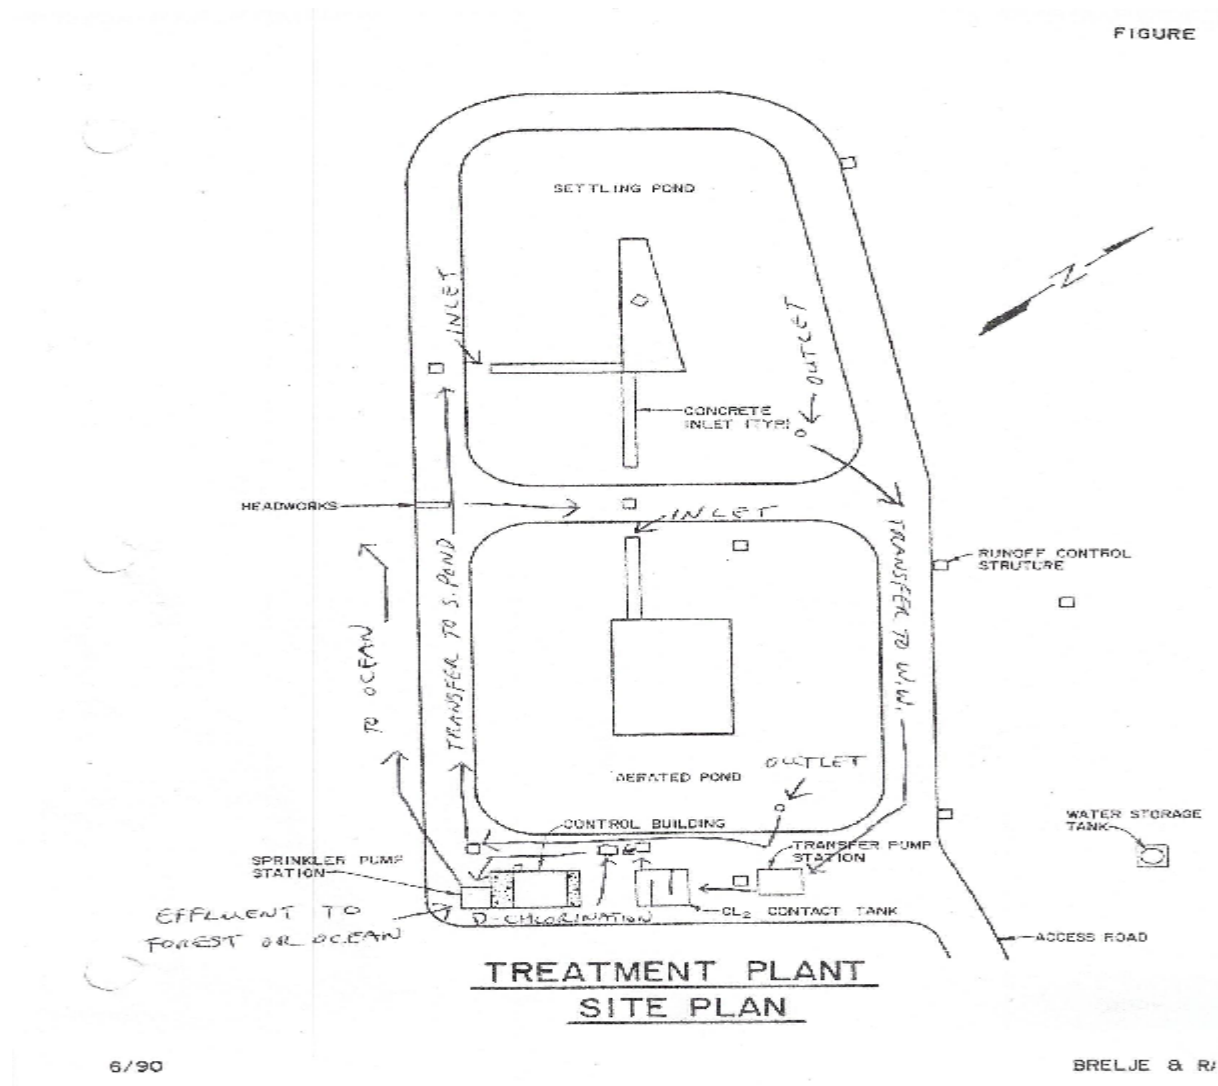 FIGURE
SETTLING POND
INLET
OUTLET
N
CONCRETE
INLET (TYP)
HEADWORKS
INLET
RUNOFF CONTROL
STRUTURE
TO OCEAN
TRANSFER TO S. POND
TRANSFER TO W.W.
OUTLET
AERATED POND
CONTROL BUILDING
WATER STORAGE
TANK
SPRINKLER PUMP
STATION
TRANSFER PUMP
STATION
EFFLUENT TO
FOREST OR OCEAN
D-CHLORINATION
CL2 CONTACT TANK
ACCESS ROAD
TREATMENT PLANT
SITE PLAN
6/90
BRELJE & RA